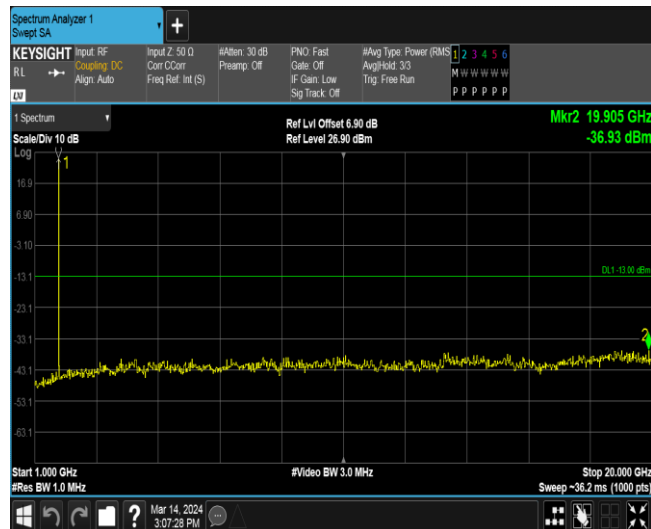 Spectrum Analyzer 1
Swept SA
+
KEYSIGHT
RL
LXI
Input: RF
Coupling: DC
Align: Auto
Input Z: 50 Ω
Corr CCorr
Freq Ref: Int (S)
#Atten: 30 dB
Preamp: Off
PNO: Fast
Gate: Off
IF Gain: Low
Sig Track: Off
#Avg Type: Power (RMS
Avg|Hold: 3/3
Trig: Free Run
1 2 3 4 5 6
M W W W W W
P P P P P P
1 Spectrum
Scale/Div 10 dB
Log
Ref Lvl Offset 6.90 dB
Ref Level 26.90 dBm
Mkr2 19.905 GHz
-36.93 dBm
1
16.9
6.90
-3.10
-13.1
DL1 -13.00 dBm
-23.1
-33.1
2
-43.1
-53.1
-63.1
Start 1.000 GHz
#Res BW 1.0 MHz
#Video BW 3.0 MHz
Stop 20.000 GHz
Sweep ~36.2 ms (1000 pts)
?
Mar 14, 2024
3:07:28 PM